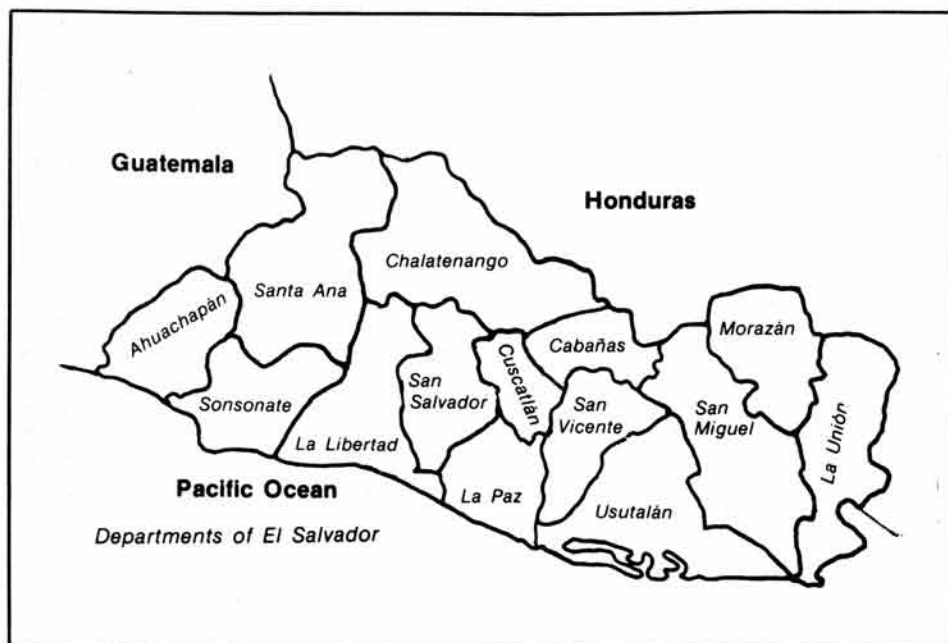 Guatemala
Honduras
Chalatenango
Santa Ana
Ahuachapán
Morazán
Cabañas
Cuscatlán
San
Salvador
San
Vicente
San
Miguel
Sonsonate
La Unión
La Libertad
La Paz
Usutalán
Pacific Ocean
Departments of El Salvador